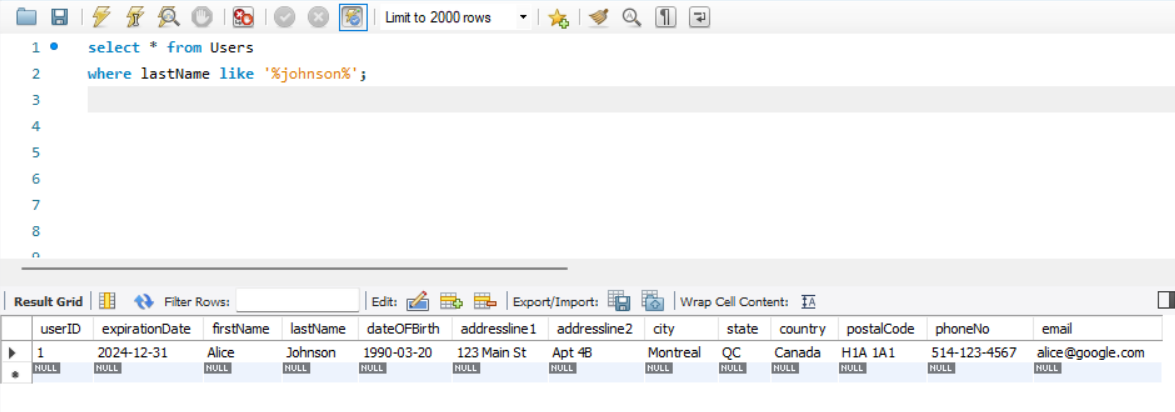 Limit to 2000 rows
1 select * from Users
2 where lastName like '%johnson%';
3
4
5
6
7
8
9
Result Grid Filter Rows: Edit: Export/Import: Wrap Cell Content: IA
userID expirationDate firstName lastName dateOFBirth addressline1 addressline2 city state country postalCode phoneNo email
1 2024-12-31 Alice Johnson 1990-03-20 123 Main St Apt 4B Montreal QC Canada H1A 1A1 514-123-4567 alice@google.com
NULL NULL NULL NULL NULL NULL NULL NULL NULL NULL NULL NULL NULL